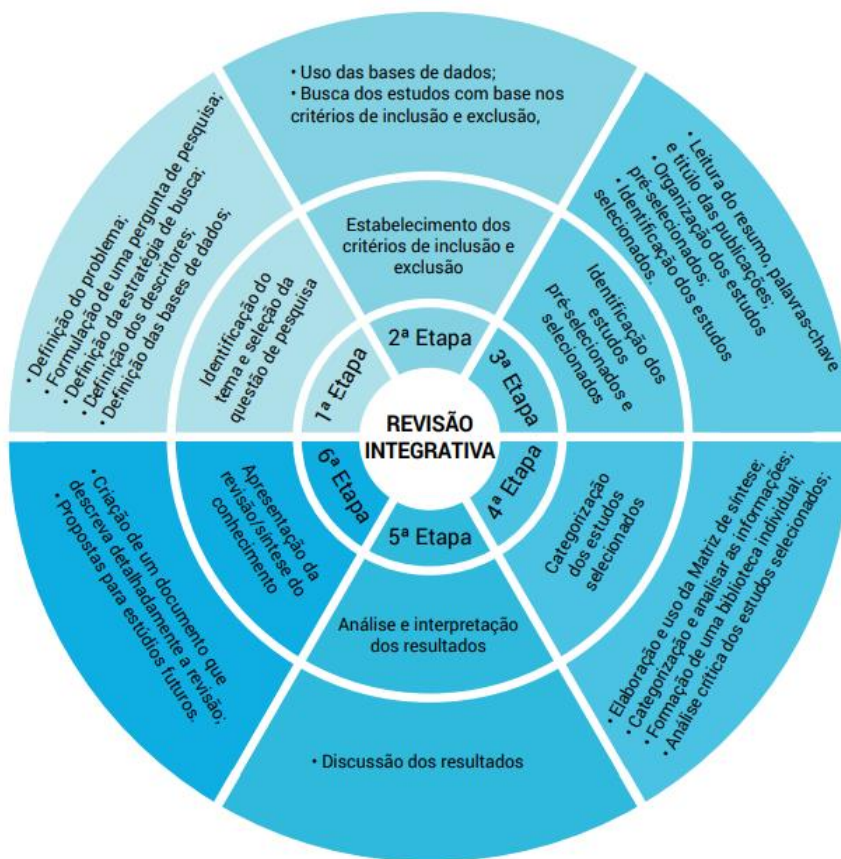 REVISÃO
INTEGRATIVA
1ª Etapa
Identificação do
tema e seleção da
questão de pesquisa
• Definição do problema;
• Formulação de uma pergunta de pesquisa;
• Definição da estratégia de busca;
• Definição dos descritores;
• Definição das bases de dados;
2ª Etapa
Estabelecimento dos
critérios de inclusão e
exclusão
• Uso das bases de dados;
• Busca dos estudos com base nos
critérios de inclusão e exclusão,
3ª Etapa
Identificação dos
estudos
pré-selecionados e
selecionados
• Leitura do resumo, palavras-chave
e titúlo das publicações;
• Organização dos estudos
pré-selecionados;
• Identificação dos estudos
selecionados.
4ª Etapa
Categorização
dos estudos
selecionados
• Elaboração e uso da Matriz de síntese;
• Categorização e analisar as informações;
• Formação de uma biblioteca individual;
• Análise crítica dos estudos selecionados;
5ª Etapa
Análise e interpretação
dos resultados
• Discussão dos resultados
6ª Etapa
Apresentação da
revisão/síntese do
conhecimento
• Criação de um documento que
descreva detalhadamente a revisão;
• Propostas para estúdios futuros.